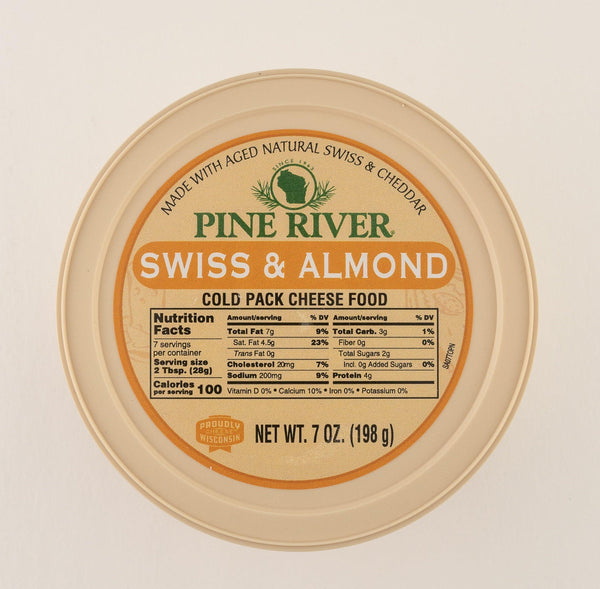 MADE WITH AGED NATURAL SWISS & CHEDDAR
SINCE 1963
PINE RIVER®
SWISS & ALMOND
COLD PACK CHEESE FOOD
Nutrition Facts
7 servings per container
Serving size 2 Tbsp. (28g)
Calories per serving 100
Amount/serving % DV
Total Fat 7g 9%
Sat. Fat 4.5g 23%
Trans Fat 0g
Cholesterol 20mg 7%
Sodium 200mg 9%
Amount/serving % DV
Total Carb. 3g 1%
Fiber 0g 0%
Total Sugars 2g
Incl. 0g Added Sugars 0%
Protein 4g
Vitamin D 0% • Calcium 10% • Iron 0% • Potassium 0%
PROUDLY
WISCONSIN
CHEESE
NET WT. 7 OZ. (198 g)